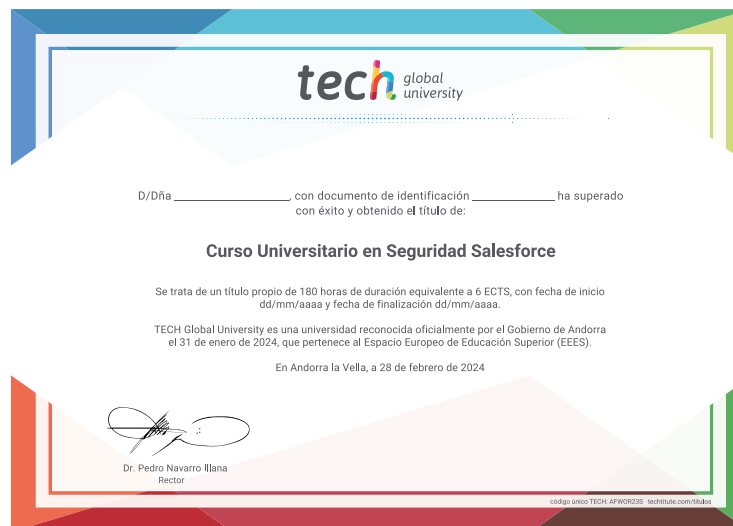 tech global university
D/Dña ____________________, con documento de identificación ______________ ha superado
con éxito y obtenido el título de:
Curso Universitario en Seguridad Salesforce
Se trata de un título propio de 180 horas de duración equivalente a 6 ECTS, con fecha de inicio
dd/mm/aaaa y fecha de finalización dd/mm/aaaa.
TECH Global University es una universidad reconocida oficialmente por el Gobierno de Andorra
el 31 de enero de 2024, que pertenece al Espacio Europeo de Educación Superior (EEES).
En Andorra la Vella, a 28 de febrero de 2024
Dr. Pedro Navarro Illana
Rector
código único TECH: AFWOR23S techtitute.com/titulos